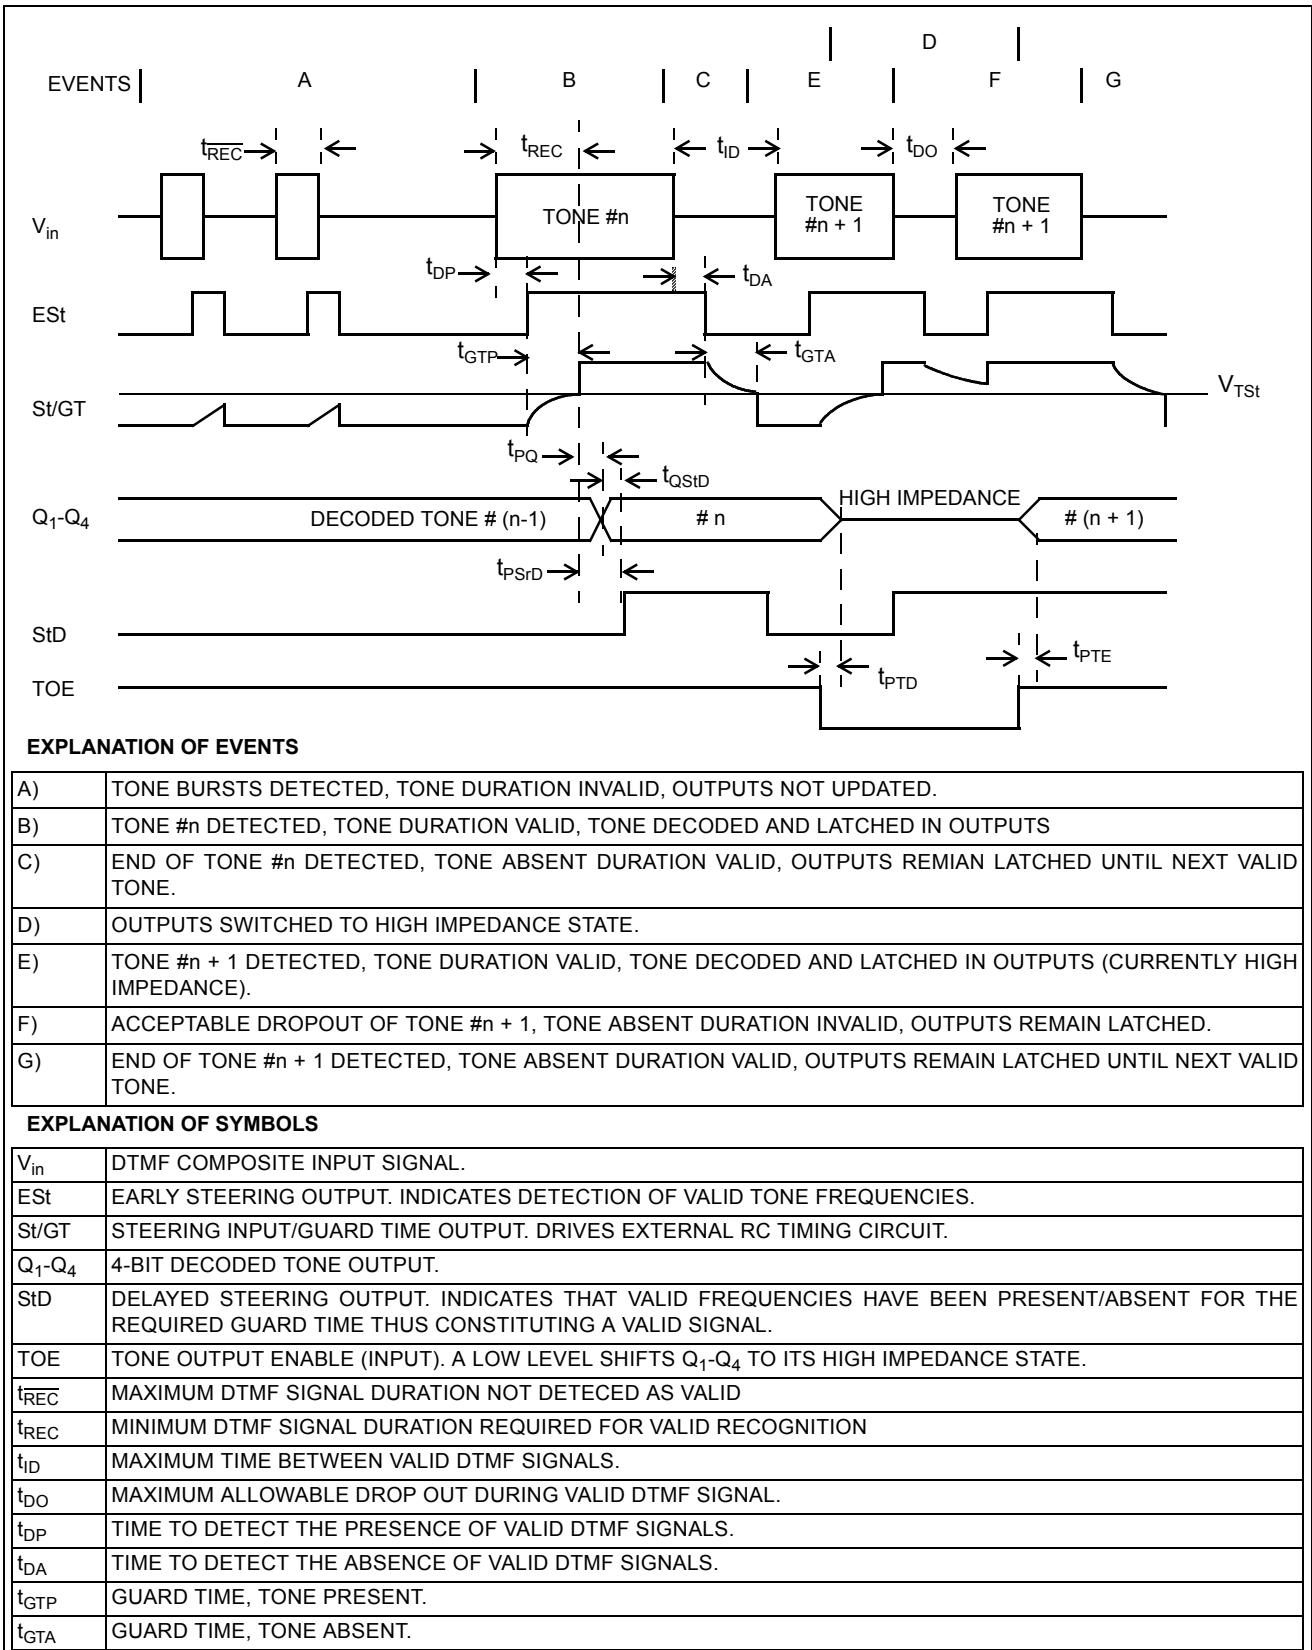 D
EVENTS A B C E F G
tREC tREC tID tDO
Vin TONE #n TONE #n + 1 TONE #n + 1
tDP tDA
ESt
tGTP tGTA
St/GT VTSt
tPQ tQStD
Q1-Q4 DECODED TONE # (n-1) # n HIGH IMPEDANCE # (n + 1)
tPSrD
StD
tPTD tPTE
TOE
EXPLANATION OF EVENTS
A) TONE BURSTS DETECTED, TONE DURATION INVALID, OUTPUTS NOT UPDATED.
B) TONE #n DETECTED, TONE DURATION VALID, TONE DECODED AND LATCHED IN OUTPUTS
C) END OF TONE #n DETECTED, TONE ABSENT DURATION VALID, OUTPUTS REMIAN LATCHED UNTIL NEXT VALID
TONE.
D) OUTPUTS SWITCHED TO HIGH IMPEDANCE STATE.
E) TONE #n + 1 DETECTED, TONE DURATION VALID, TONE DECODED AND LATCHED IN OUTPUTS (CURRENTLY HIGH
IMPEDANCE).
F) ACCEPTABLE DROPOUT OF TONE #n + 1, TONE ABSENT DURATION INVALID, OUTPUTS REMAIN LATCHED.
G) END OF TONE #n + 1 DETECTED, TONE ABSENT DURATION VALID, OUTPUTS REMAIN LATCHED UNTIL NEXT VALID
TONE.
EXPLANATION OF SYMBOLS
Vin DTMF COMPOSITE INPUT SIGNAL.
ESt EARLY STEERING OUTPUT. INDICATES DETECTION OF VALID TONE FREQUENCIES.
St/GT STEERING INPUT/GUARD TIME OUTPUT. DRIVES EXTERNAL RC TIMING CIRCUIT.
Q1-Q4 4-BIT DECODED TONE OUTPUT.
StD DELAYED STEERING OUTPUT. INDICATES THAT VALID FREQUENCIES HAVE BEEN PRESENT/ABSENT FOR THE
REQUIRED GUARD TIME THUS CONSTITUTING A VALID SIGNAL.
TOE TONE OUTPUT ENABLE (INPUT). A LOW LEVEL SHIFTS Q1-Q4 TO ITS HIGH IMPEDANCE STATE.
tREC MAXIMUM DTMF SIGNAL DURATION NOT DETECED AS VALID
tREC MINIMUM DTMF SIGNAL DURATION REQUIRED FOR VALID RECOGNITION
tID MAXIMUM TIME BETWEEN VALID DTMF SIGNALS.
tDO MAXIMUM ALLOWABLE DROP OUT DURING VALID DTMF SIGNAL.
tDP TIME TO DETECT THE PRESENCE OF VALID DTMF SIGNALS.
tDA TIME TO DETECT THE ABSENCE OF VALID DTMF SIGNALS.
tGTP GUARD TIME, TONE PRESENT.
tGTA GUARD TIME, TONE ABSENT.